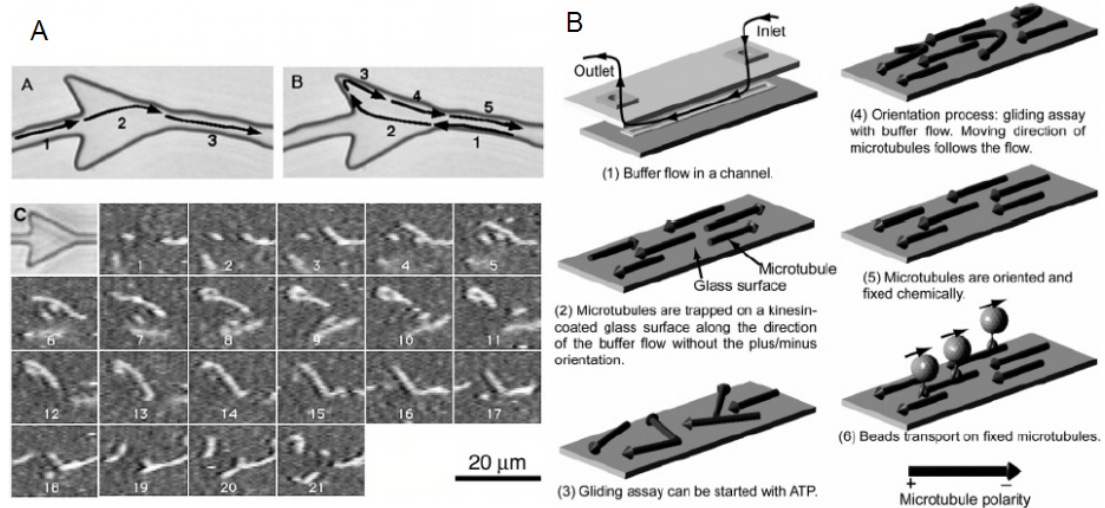 A
B
A
1
2
3
B
3
4
5
2
1
C
1
2
3
4
5
6
7
8
9
10
11
12
13
14
15
16
17
18
19
20
21
20 μm
Inlet
Outlet
(1) Buffer flow in a channel.
Microtubule
Glass surface
(2) Microtubules are trapped on a kinesin-
coated glass surface along the direction
of the buffer flow without the plus/minus
orientation.
(3) Gliding assay can be started with ATP.
(4) Orientation process: gliding assay
with buffer flow. Moving direction of
microtubules follows the flow.
(5) Microtubules are oriented and
fixed chemically.
(6) Beads transport on fixed microtubules.
+
−
Microtubule polarity